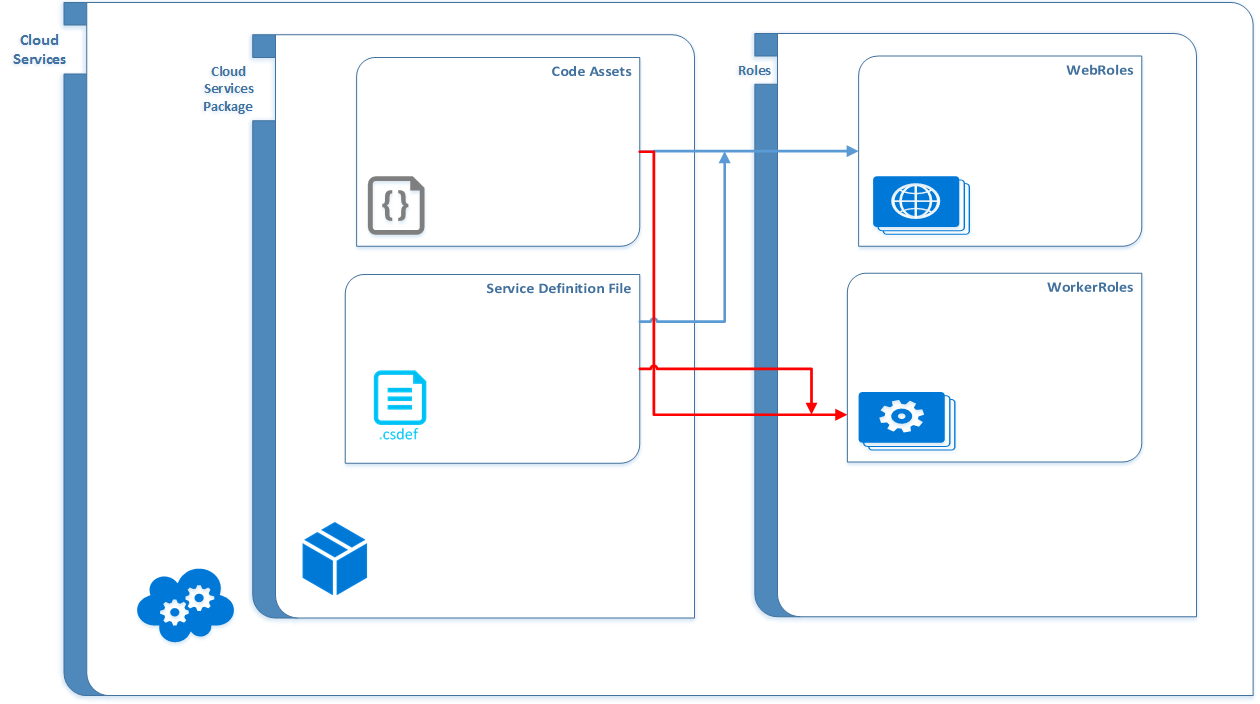 Cloud
Services
Cloud
Services
Package
Code Assets
{}
Service Definition File
.csdef
Roles
WebRoles
WorkerRoles